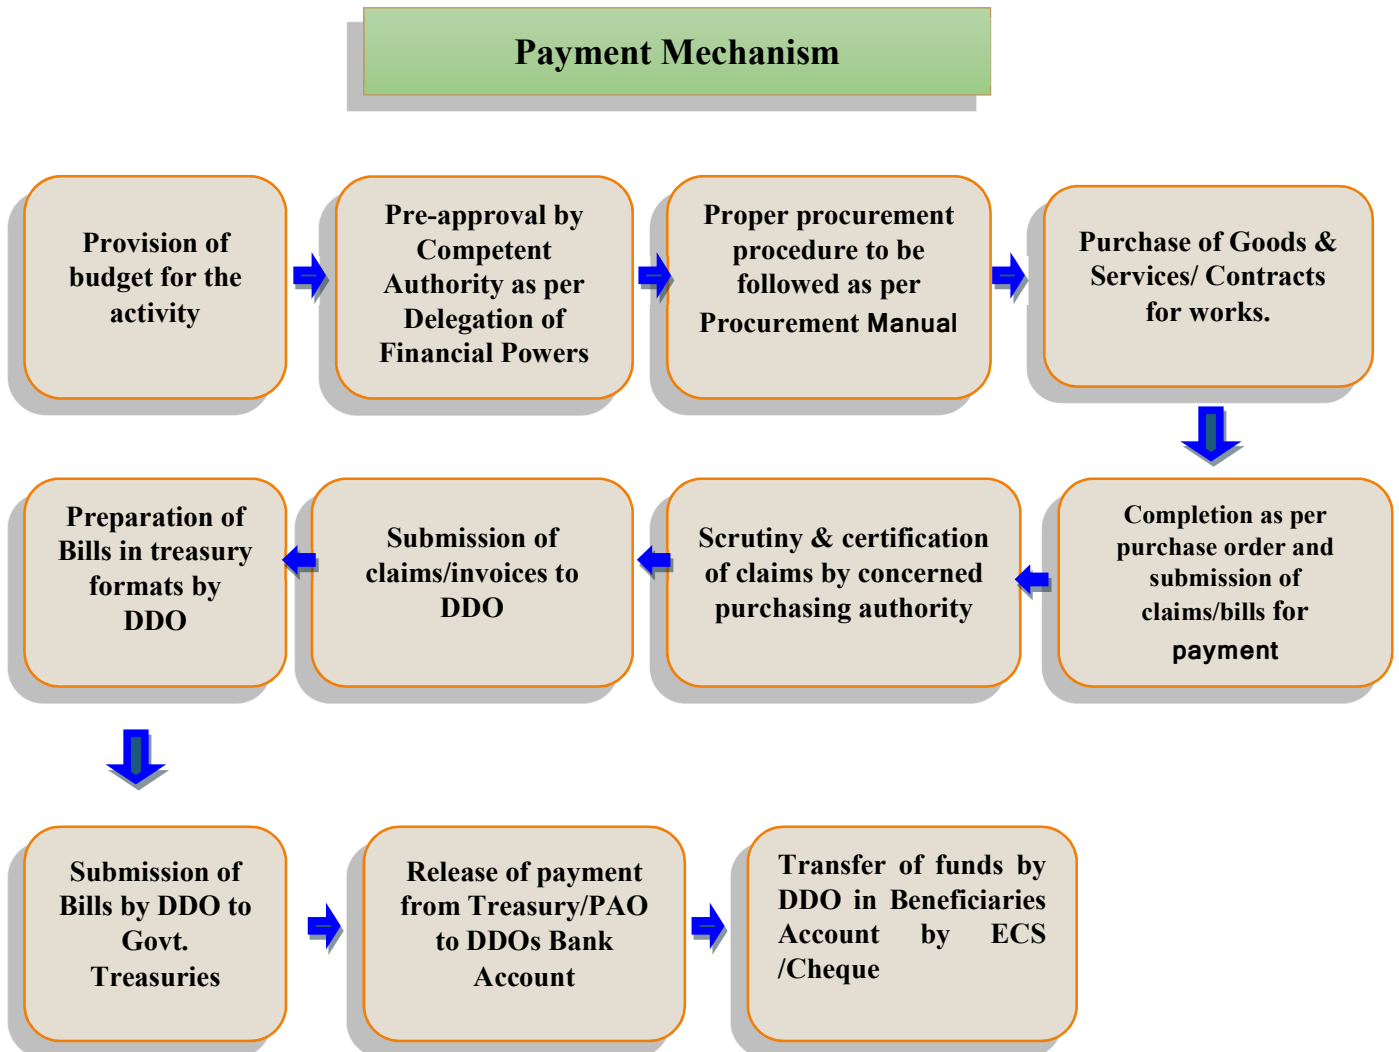 Payment Mechanism
Provision of
budget for the
activity
Pre-approval by
Competent
Authority as per
Delegation of
Financial Powers
Proper procurement
procedure to be
followed as per
Procurement Manual
Purchase of Goods &
Services/ Contracts
for works.
Completion as per
purchase order and
submission of
claims/bills for
payment
Scrutiny & certification
of claims by concerned
purchasing authority
Submission of
claims/invoices to
DDO
Preparation of
Bills in treasury
formats by
DDO
Submission of
Bills by DDO to
Govt.
Treasuries
Release of payment
from Treasury/PAO
to DDOs Bank
Account
Transfer of funds by
DDO in Beneficiaries
Account by ECS
/Cheque